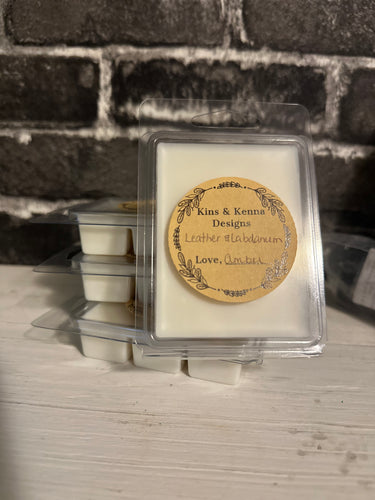 Kins & Kenna
Designs
Leather & Labdanum
Love, Amber